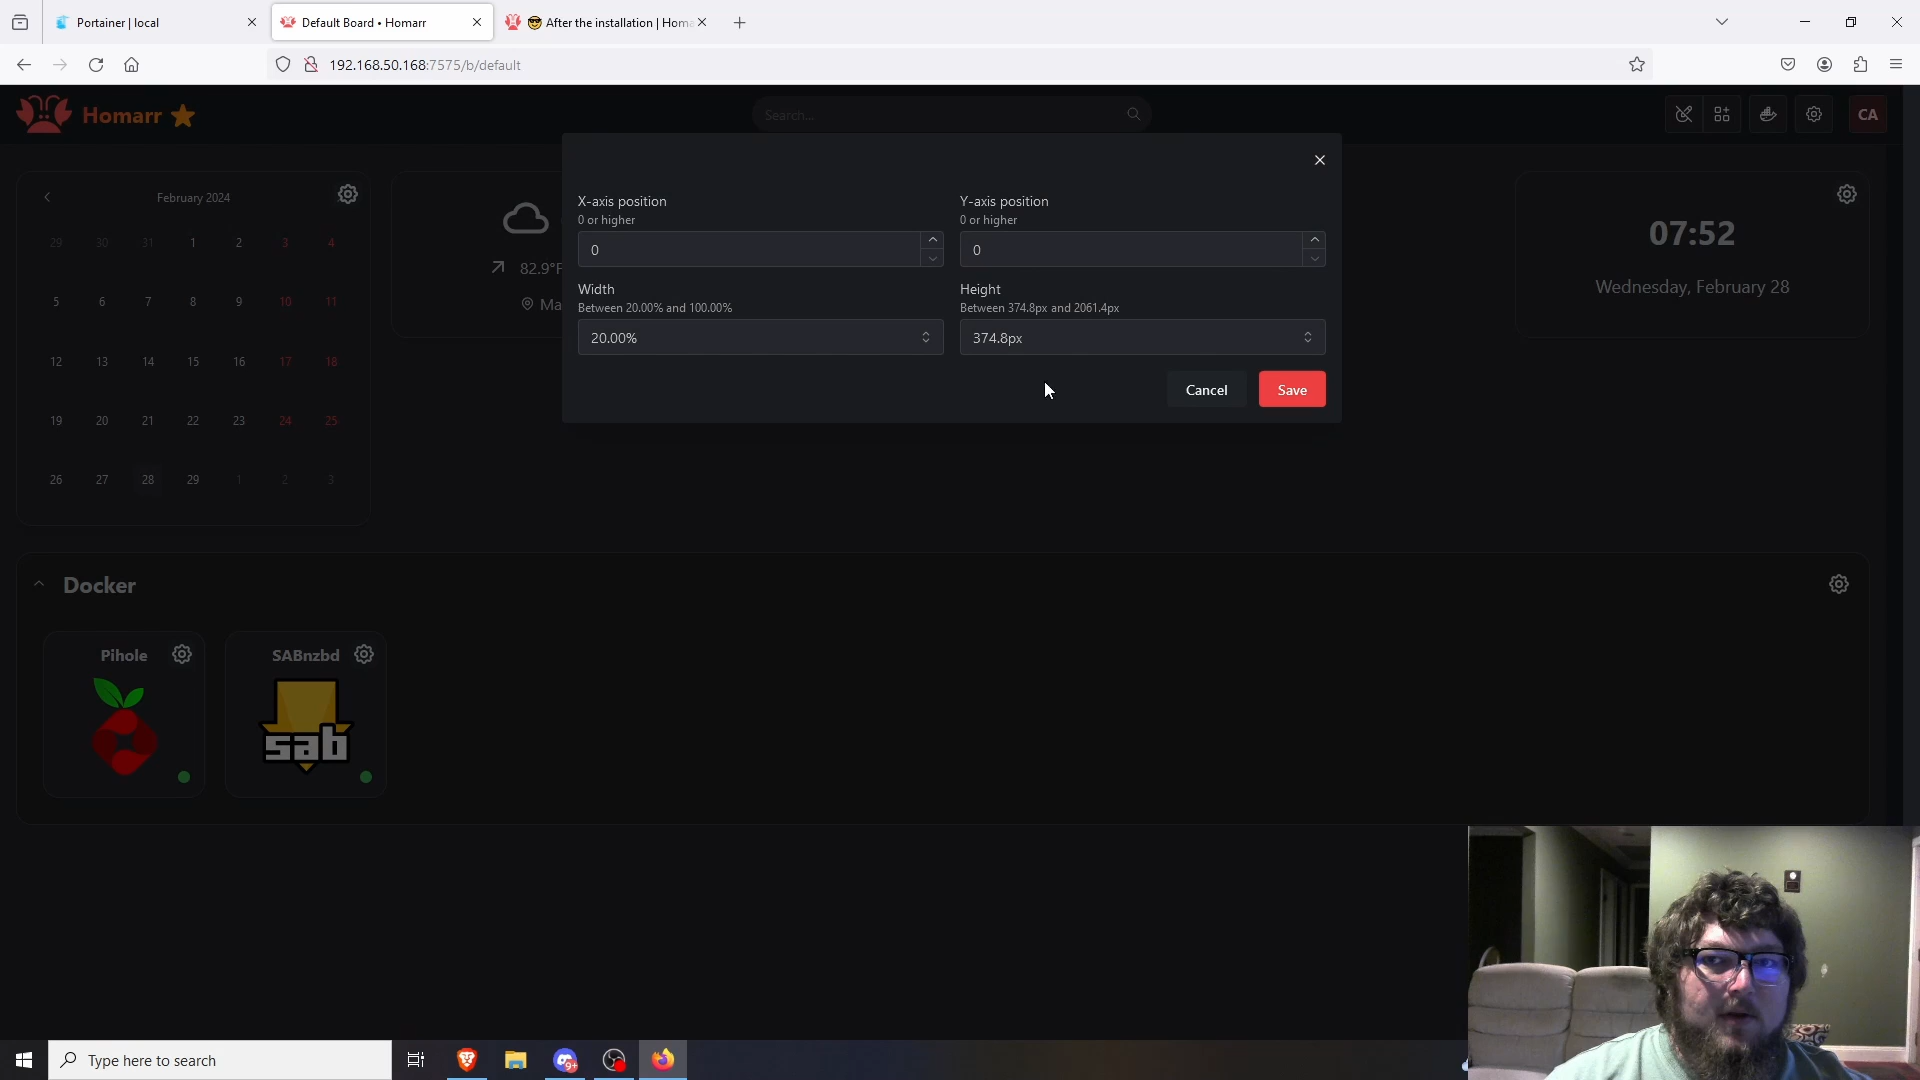 Portainer | local
Default Board • Homarr
😎 After the installation | Homa
192.168.50.168:7575/b/default
Homarr ⭐
Search...
CA
February 2024
29 30 31 1 2 3 4
5 6 7 8 9 10 11
12 13 14 15 16 17 18
19 20 21 22 23 24 25
26 27 28 29 1 2 3
82.9°F
Ma
07:52
Wednesday, February 28
X-axis position
0 or higher
0
Y-axis position
0 or higher
0
Width
Between 20.00% and 100.00%
20.00%
Height
Between 374.8px and 2061.4px
374.8px
Cancel
Save
Docker
Pihole
SABnzbd
sab
Type here to search
9+